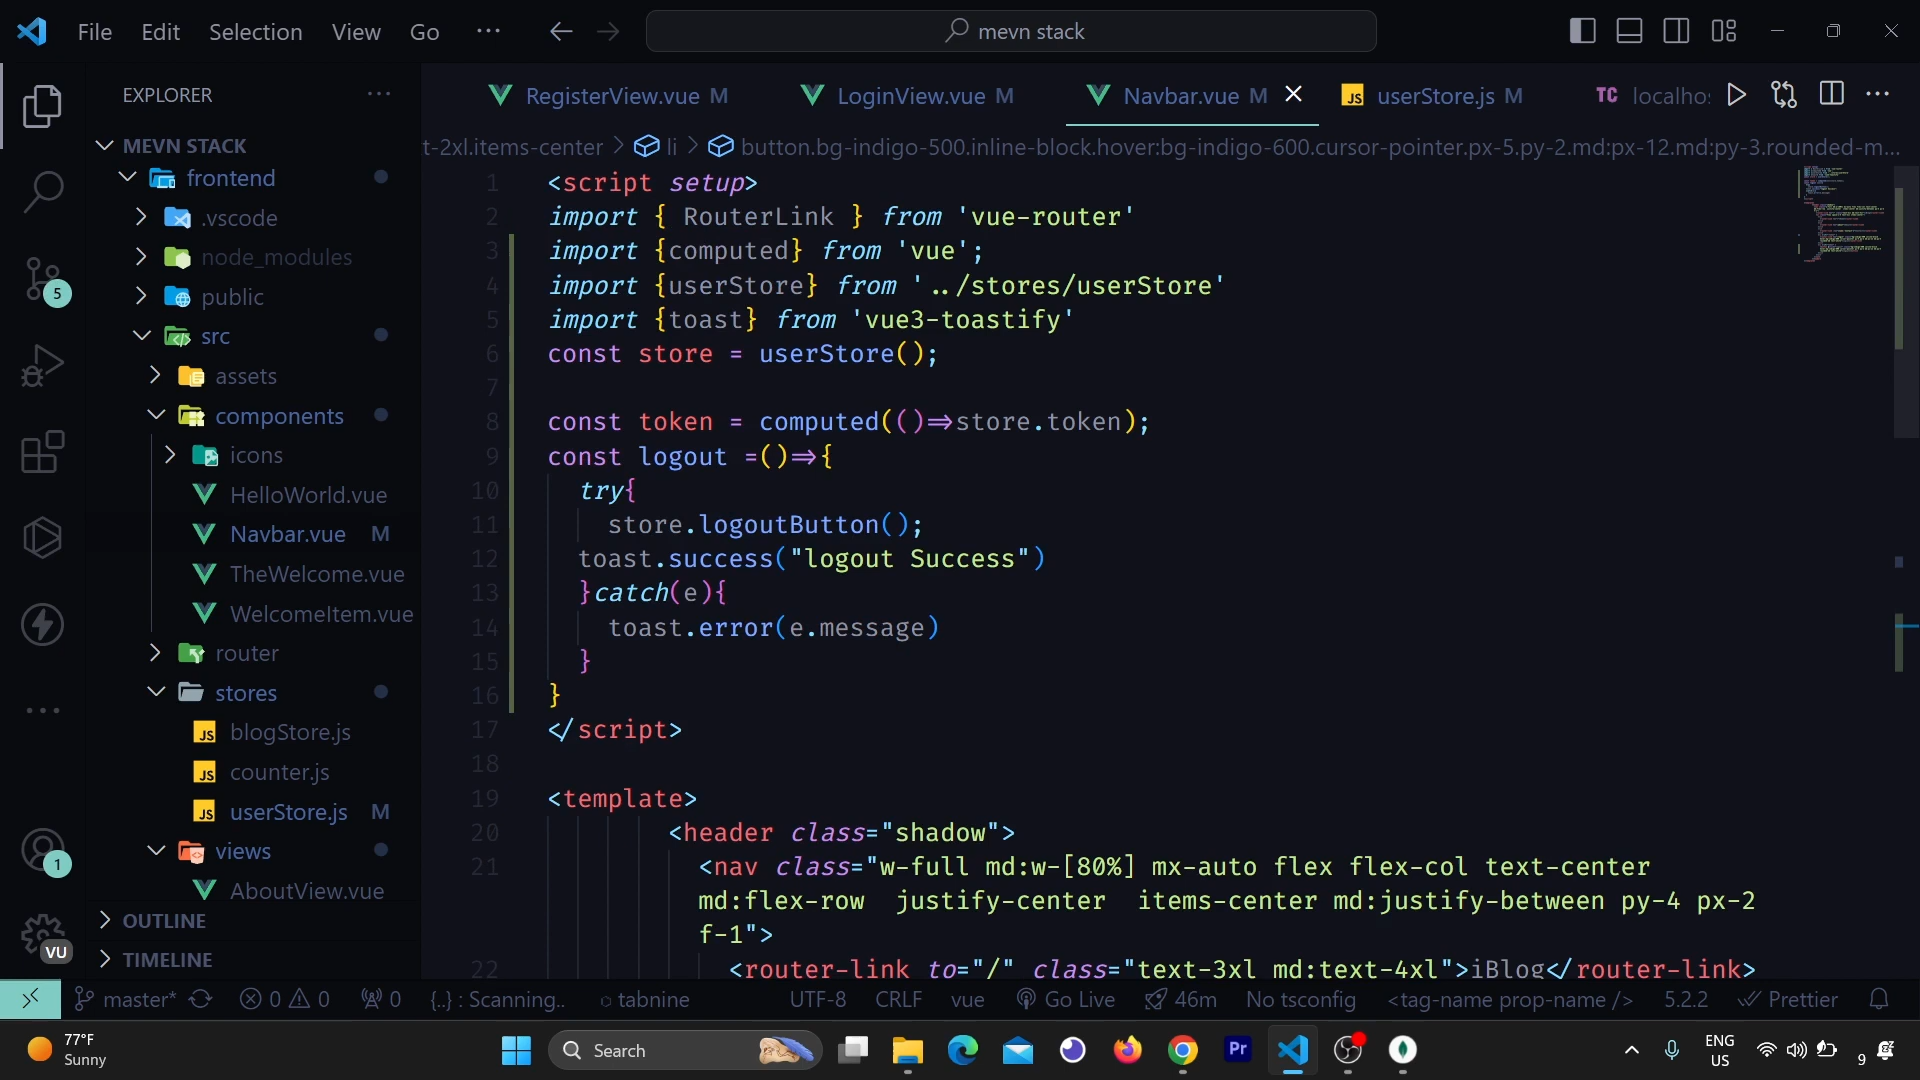 File Edit Selection View Go ··· mevn stack
EXPLORER ···
RegisterView.vue M LoginView.vue M Navbar.vue M userStore.js M TC localho
t-2xl.items-center > li > button.bg-indigo-500.inline-block.hover:bg-indigo-600.cursor-pointer.px-5.py-2.md:px-12.md:py-3.rounded-m...
MEVN STACK
frontend
.vscode
node_modules
public
src
assets
components
icons
HelloWorld.vue
Navbar.vue M
TheWelcome.vue
WelcomeItem.vue
router
stores
blogStore.js
counter.js
userStore.js M
views
AboutView.vue
OUTLINE
TIMELINE
5
1
VU
1 <script setup>
2 import { RouterLink } from 'vue-router'
3 import {computed} from 'vue';
4 import {userStore} from '../stores/userStore'
5 import {toast} from 'vue3-toastify'
6 const store = userStore();
7
8 const token = computed(()=>store.token);
9 const logout =()=>{
10 try{
11 store.logoutButton();
12 toast.success("logout Success")
13 }catch(e){
14 toast.error(e.message)
15 }
16 }
17 </script>
18
19 <template>
20 <header class="shadow">
21 <nav class="w-full md:w-[80%] mx-auto flex flex-col text-center
md:flex-row  justify-center  items-center md:justify-between py-4 px-2
f-1">
22 <router-link to="/" class="text-3xl md:text-4xl">iBlog</router-link>
master* 0 0 0 {..} : Scanning.. tabnine UTF-8 CRLF vue Go Live 46m No tsconfig <tag-name prop-name /> 5.2.2 Prettier
77°F
Sunny
Search
Pr
ENG
US
9